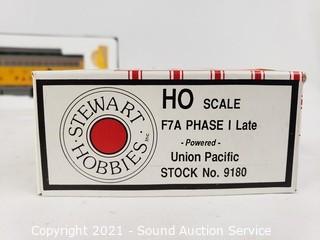 STEWART
HOBBIES
Inc.
HO SCALE
F7A PHASE I Late
- Powered -
Union Pacific
STOCK No. 9180
Copyright 2021 - Sound Auction Service